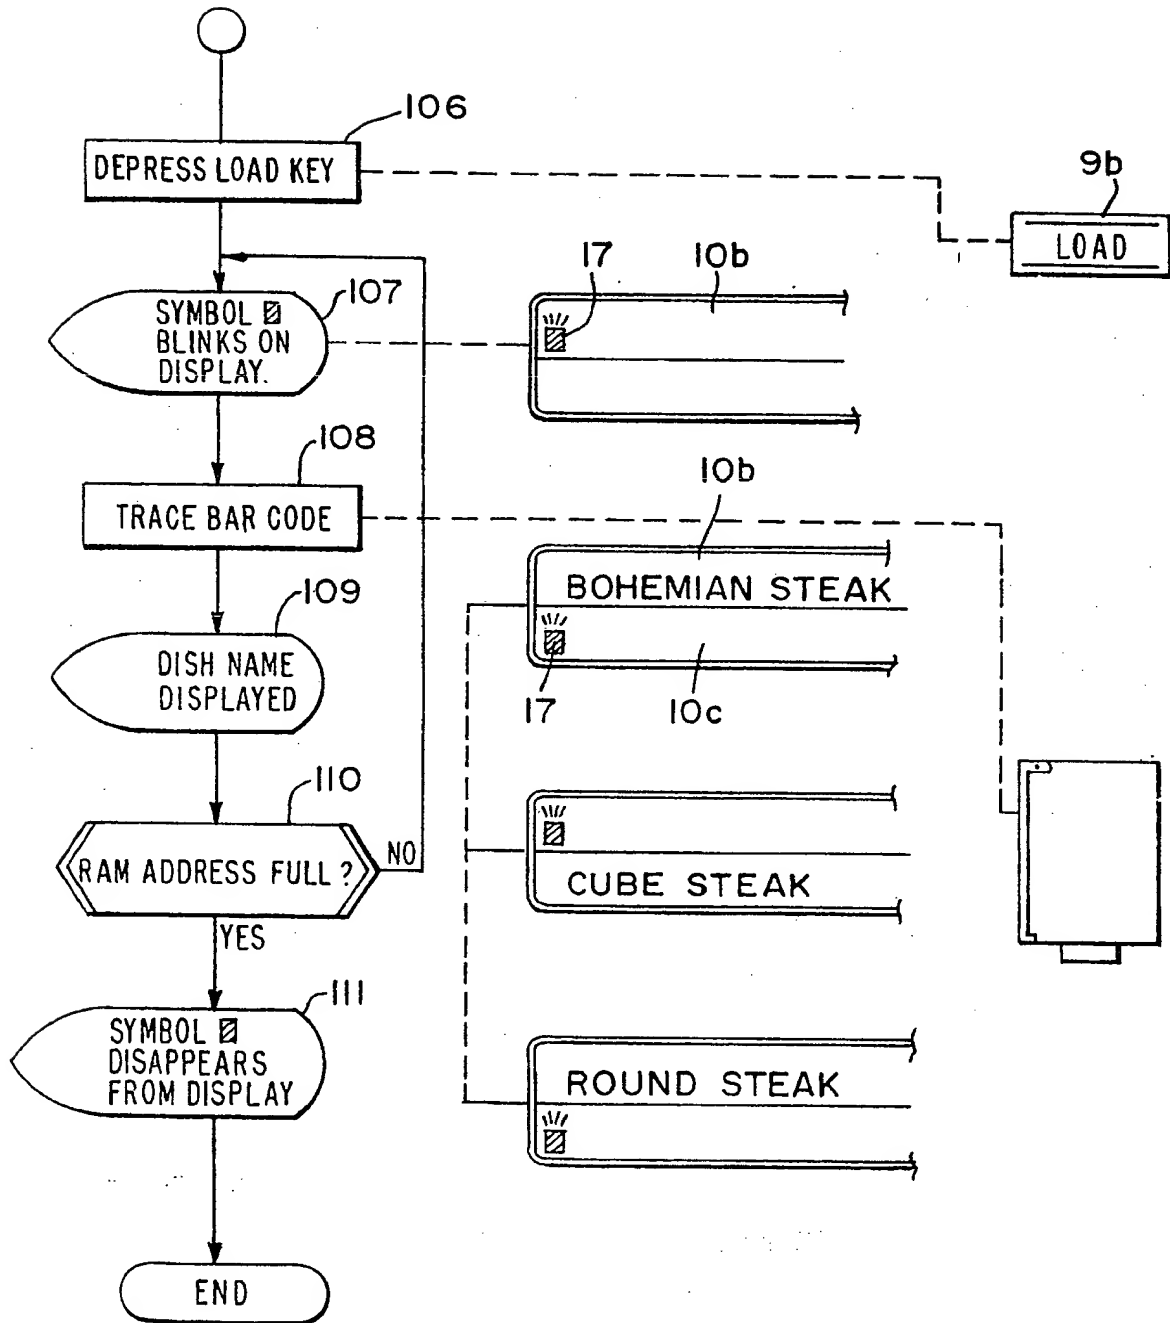 106
DEPRESS LOAD KEY
9b
LOAD
107
SYMBOL
BLINKS ON
DISPLAY.
17
10b
108
TRACE BAR CODE
10b
BOHEMIAN STEAK
17
10c
109
DISH NAME
DISPLAYED
110
RAM ADDRESS FULL ?
NO
YES
CUBE STEAK
111
SYMBOL
DISAPPEARS
FROM DISPLAY
ROUND STEAK
END